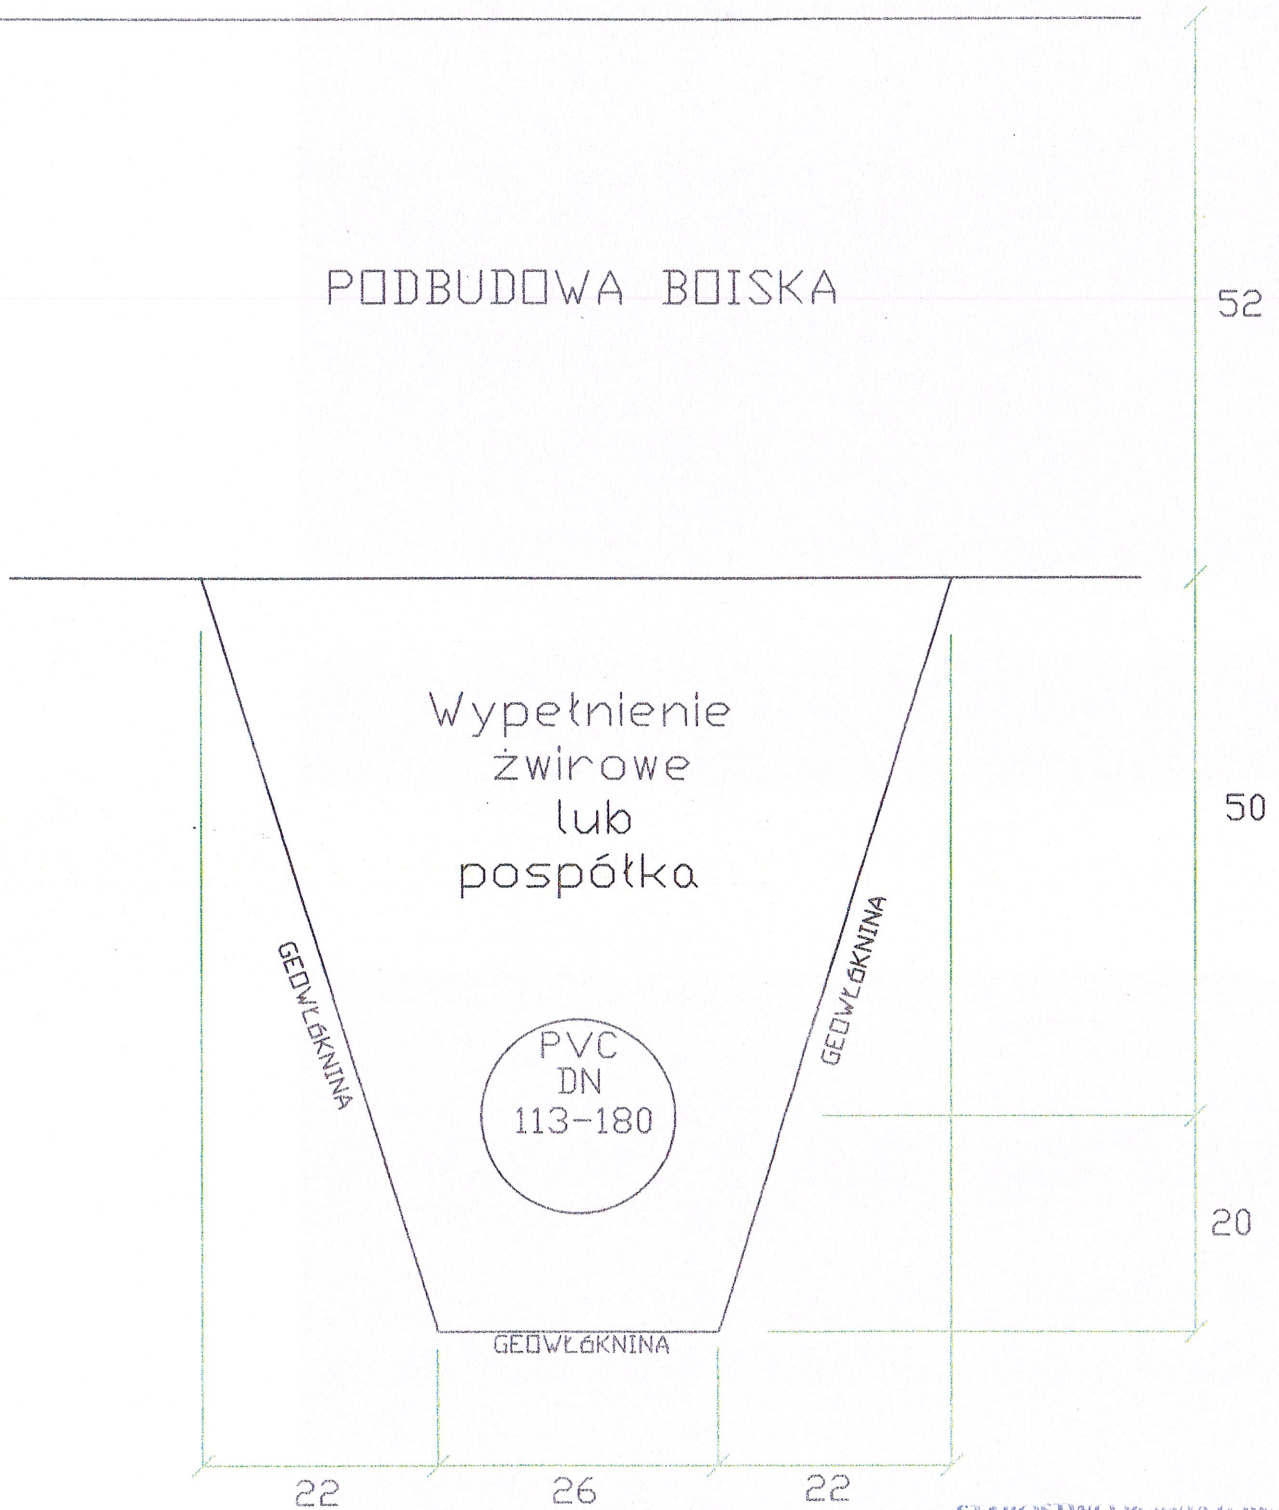 PODBUDOWA BOISKA
52
Wypełnienie
żwirowe
lub
pospółka
50
GEOWŁóKNINA
GEOWŁóKNINA
PVC
DN
113-180
20
GEOWŁóKNINA
22
26
22